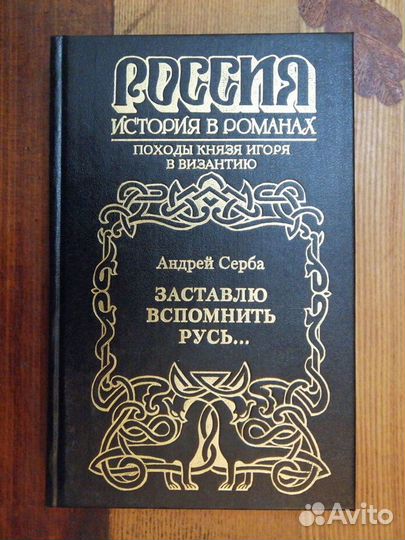 РОССИЯ
ИСТОРИЯ В РОМАНАХ
ПОХОДЫ КНЯЗЯ ИГОРЯ
В ВИЗАНТИЮ
Андрей Серба
ЗАСТАВЛЮ
ВСПОМНИТЬ
РУСЬ...
Avito